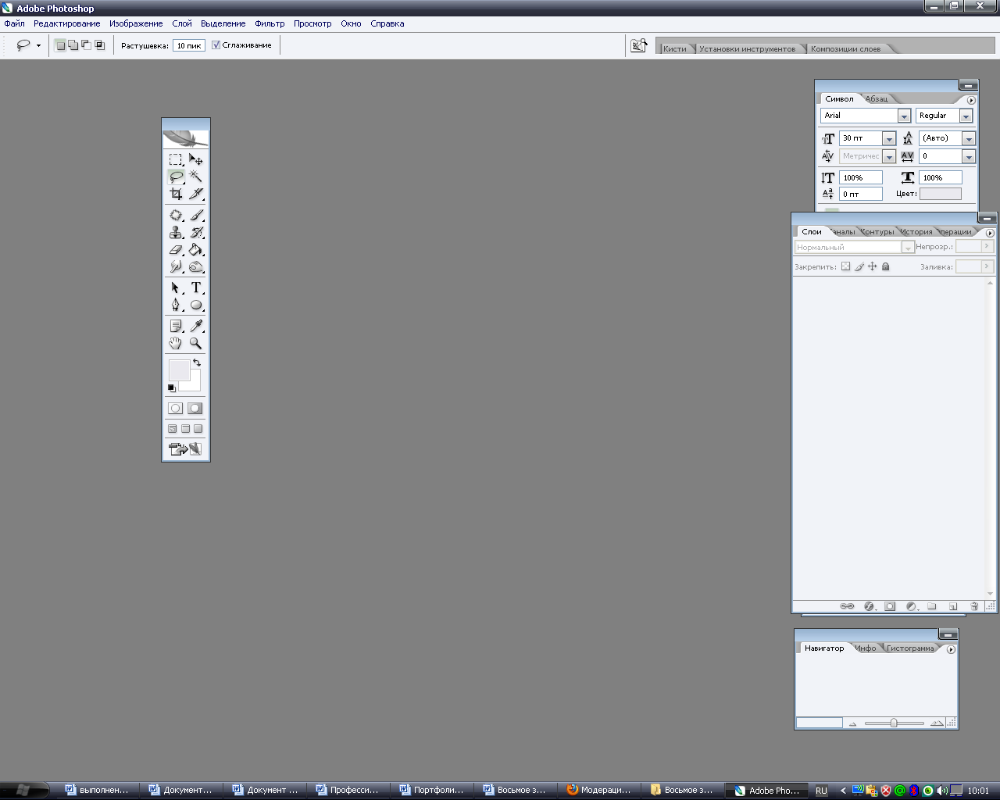 Adobe Photoshop
Файл Редактирование Изображение Слой Выделение Фильтр Просмотр Окно Справка
Растушевка: 10 пик Сглаживание
Кисти Установки инструментов Композиции слоев
Символ Абзац
Arial Regular
30 пт (Авто)
Метричес 0
100% 100%
0 пт Цвет:
Слои аналы Контуры История перации
Нормальный Непрозр.:
Закрепить: Заливка:
Навигатор Инфо Гистограмма
выполнен... Документ... Документ ... Професси... Портфоли... Восьмое з... Модераци... Восьмое з... Adobe Pho... RU 10:01